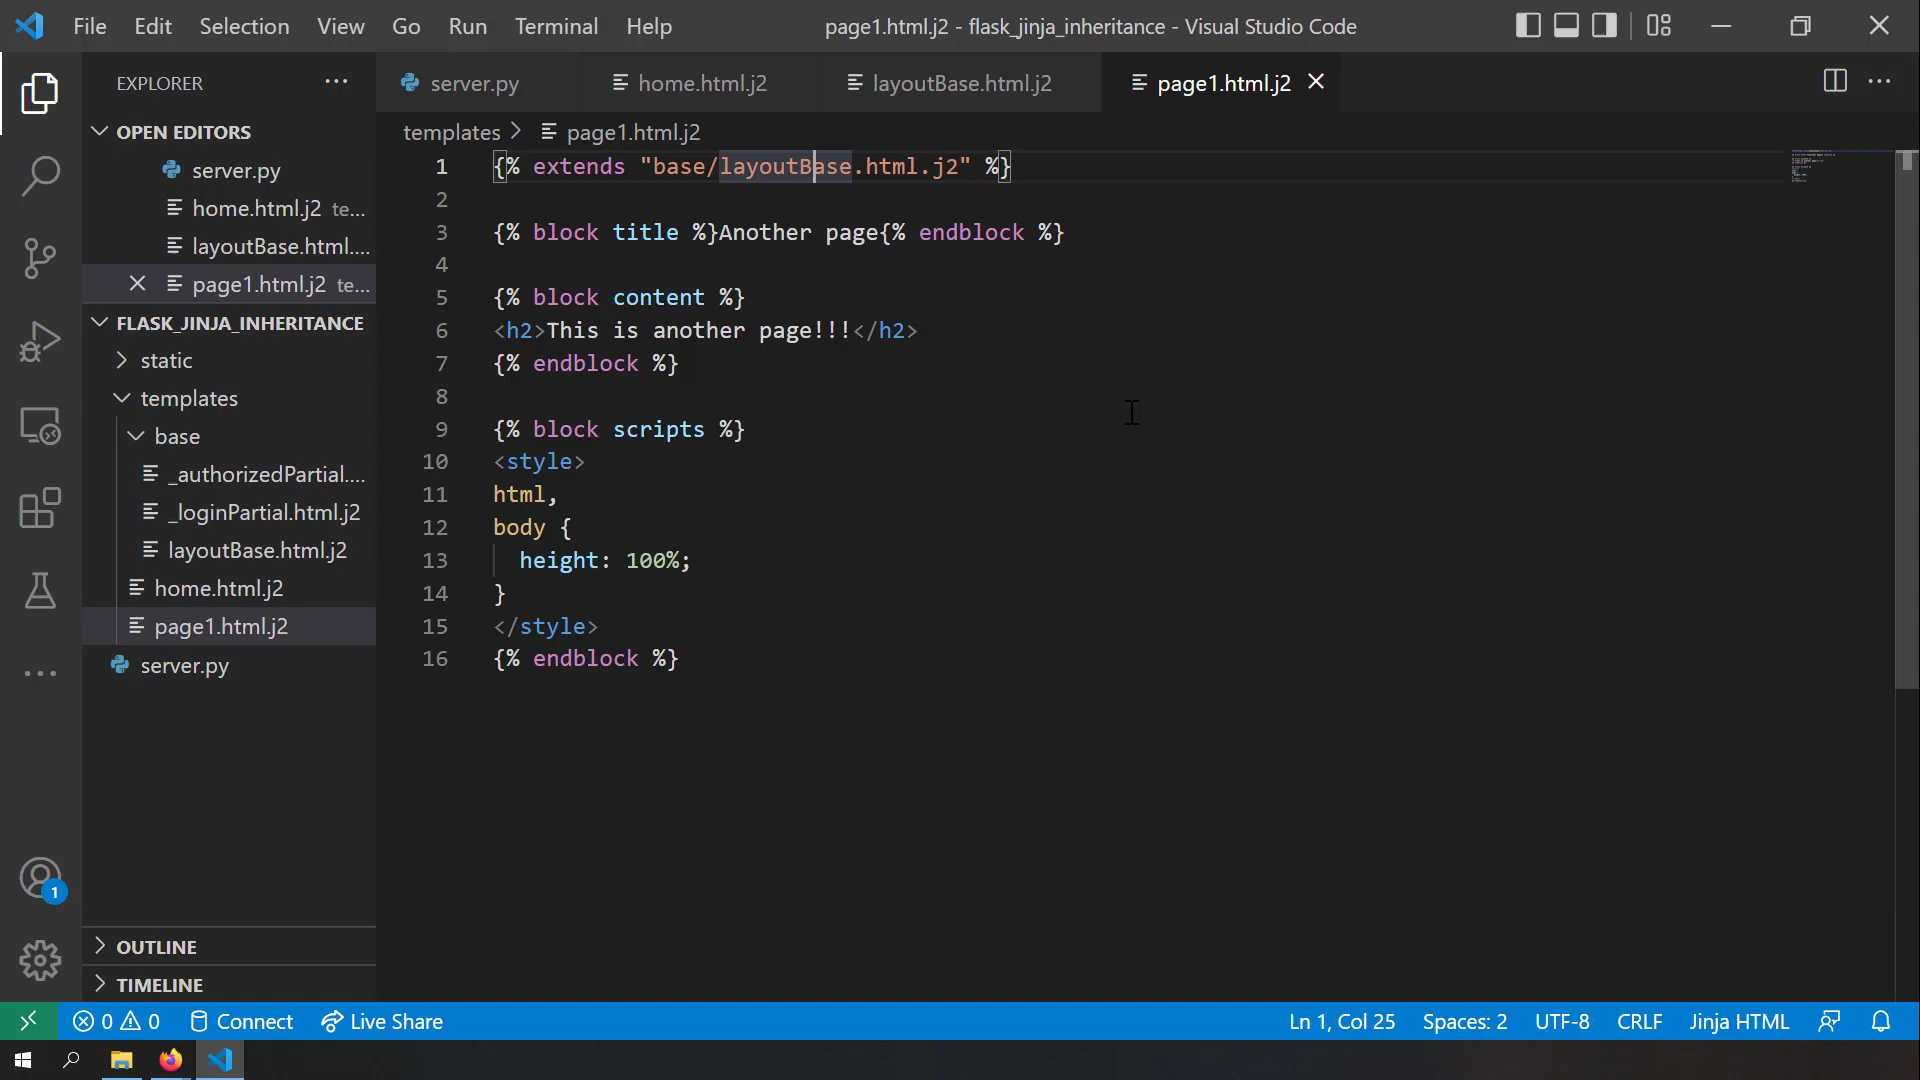 File Edit Selection View Go Run Terminal Help
page1.html.j2 - flask_jinja_inheritance - Visual Studio Code
EXPLORER
server.py
home.html.j2
layoutBase.html.j2
page1.html.j2
OPEN EDITORS
server.py
home.html.j2 te...
layoutBase.html....
page1.html.j2 te...
FLASK_JINJA_INHERITANCE
static
templates
base
_authorizedPartial....
_loginPartial.html.j2
layoutBase.html.j2
home.html.j2
page1.html.j2
server.py
OUTLINE
TIMELINE
1
templates > page1.html.j2
1 {% extends "base/layoutBase.html.j2" %}
2
3 {% block title %}Another page{% endblock %}
4
5 {% block content %}
6 <h2>This is another page!!!</h2>
7 {% endblock %}
8
9 {% block scripts %}
10 <style>
11 html,
12 body {
13 height: 100%;
14 }
15 </style>
16 {% endblock %}
0 0 Connect Live Share
Ln 1, Col 25 Spaces: 2 UTF-8 CRLF Jinja HTML